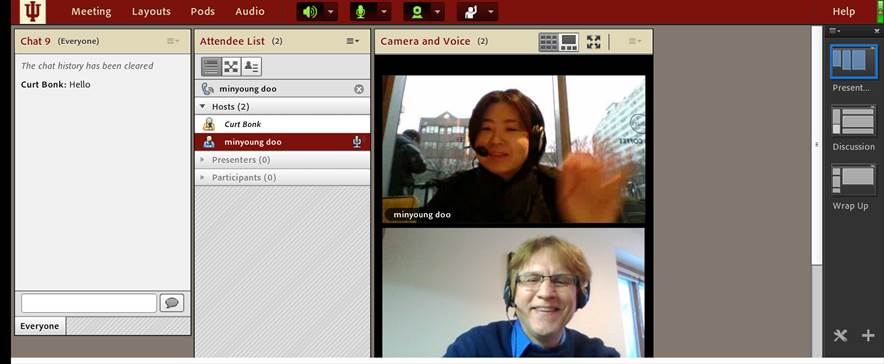 Meeting Layouts Pods Audio Help
Chat 9 (Everyone)
The chat history has been cleared
Curt Bonk: Hello
Everyone
Attendee List (2)
minyoung doo
Hosts (2)
Curt Bonk
minyoung doo
Presenters (0)
Participants (0)
Camera and Voice (2)
minyoung doo
Present...
Discussion
Wrap Up